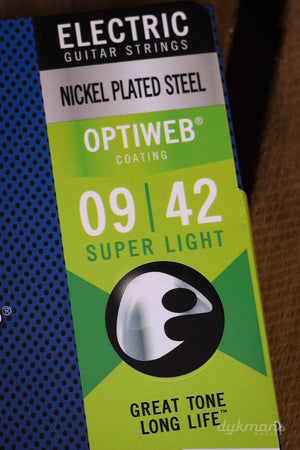 ELECTRIC
GUITAR STRINGS
NICKEL PLATED STEEL
OPTIWEB®
COATING
09 | 42
SUPER LIGHT
GREAT TONE
LONG LIFE™
dykmans